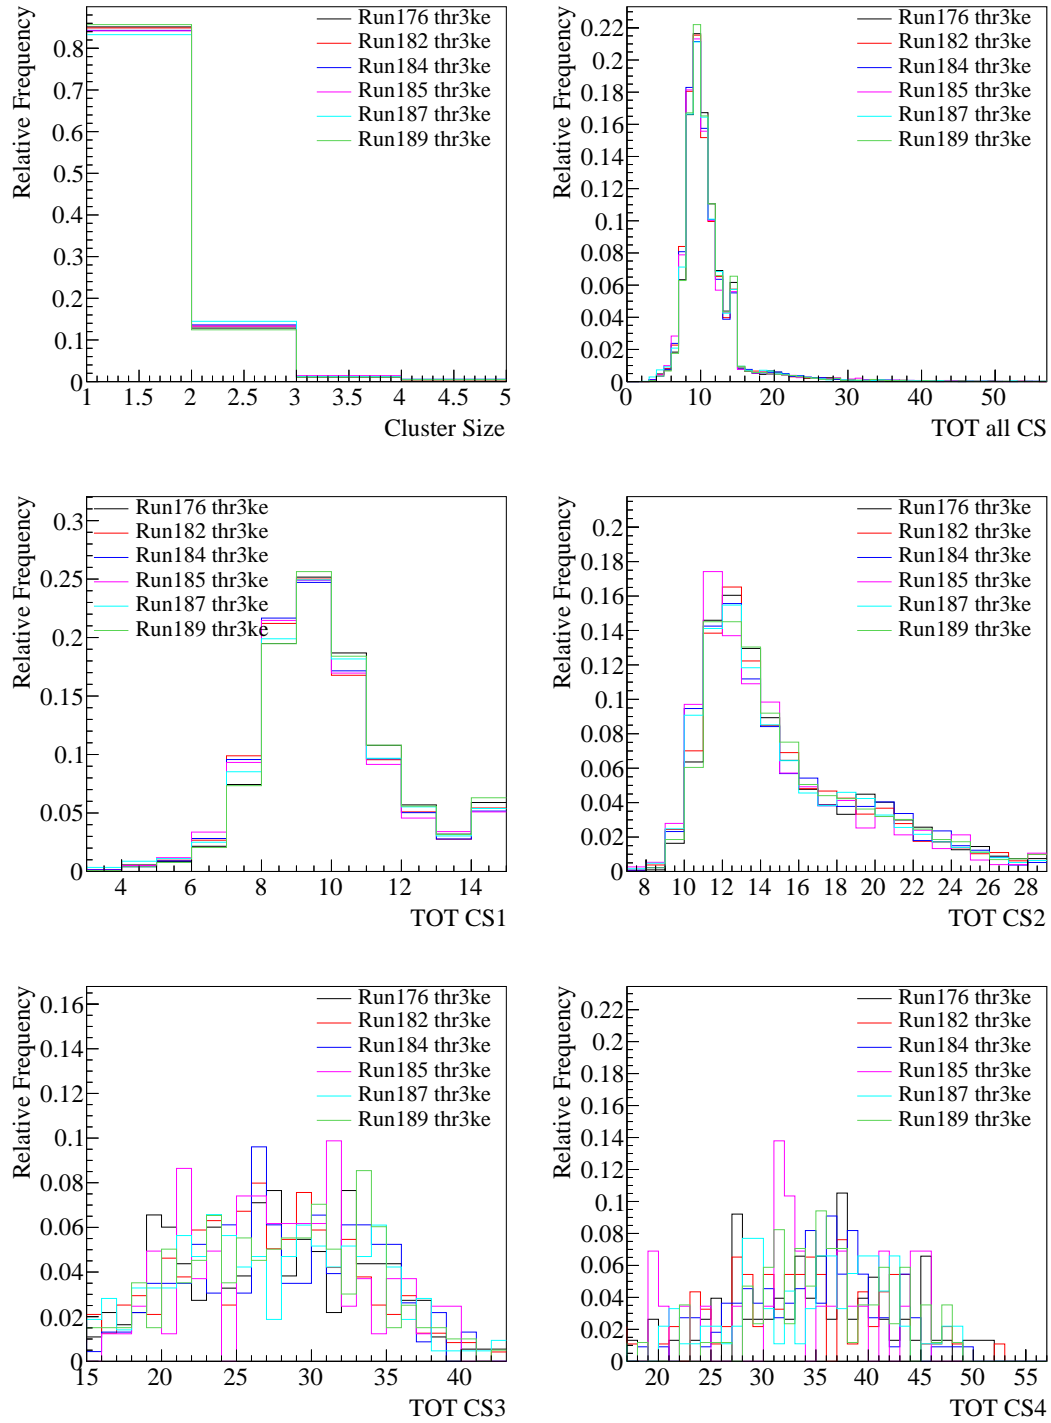 Relative Frequency
Run176 thr3ke
Run182 thr3ke
Run184 thr3ke
Run185 thr3ke
Run187 thr3ke
Run189 thr3ke
0.8
0.7
0.6
0.5
0.4
0.3
0.2
0.1
0
1 1.5 2 2.5 3 3.5 4 4.5 5
Cluster Size
Relative Frequency
Run176 thr3ke
Run182 thr3ke
Run184 thr3ke
Run185 thr3ke
Run187 thr3ke
Run189 thr3ke
0.22
0.2
0.18
0.16
0.14
0.12
0.1
0.08
0.06
0.04
0.02
0
0 10 20 30 40 50
TOT all CS
Relative Frequency
Run176 thr3ke
Run182 thr3ke
Run184 thr3ke
Run185 thr3ke
Run187 thr3ke
Run189 thr3ke
0.3
0.25
0.2
0.15
0.1
0.05
0
4 6 8 10 12 14
TOT CS1
Relative Frequency
Run176 thr3ke
Run182 thr3ke
Run184 thr3ke
Run185 thr3ke
Run187 thr3ke
Run189 thr3ke
0.2
0.18
0.16
0.14
0.12
0.1
0.08
0.06
0.04
0.02
0
8 10 12 14 16 18 20 22 24 26 28
TOT CS2
Relative Frequency
Run176 thr3ke
Run182 thr3ke
Run184 thr3ke
Run185 thr3ke
Run187 thr3ke
Run189 thr3ke
0.16
0.14
0.12
0.1
0.08
0.06
0.04
0.02
0
15 20 25 30 35 40
TOT CS3
Relative Frequency
Run176 thr3ke
Run182 thr3ke
Run184 thr3ke
Run185 thr3ke
Run187 thr3ke
Run189 thr3ke
0.22
0.2
0.18
0.16
0.14
0.12
0.1
0.08
0.06
0.04
0.02
0
20 25 30 35 40 45 50 55
TOT CS4